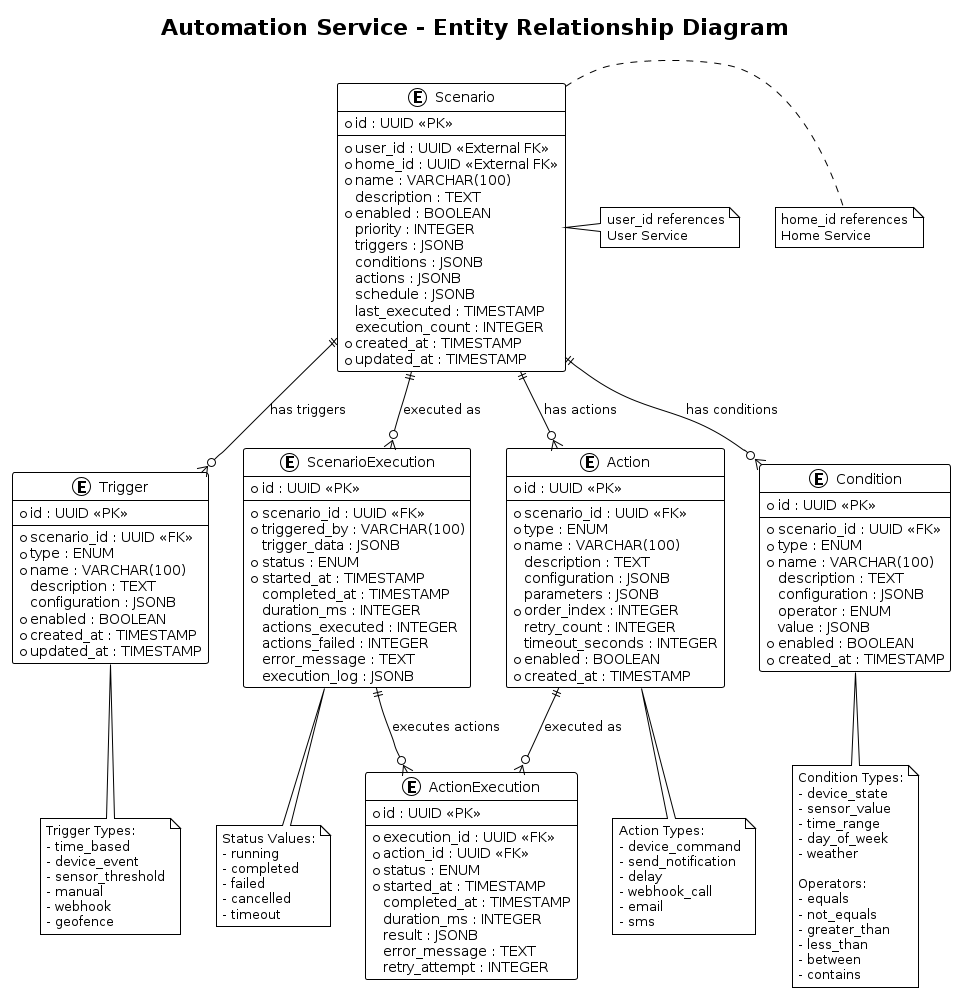 Automation Service - Entity Relationship Diagram
E Scenario
id : UUID «PK»
user_id : UUID «External FK»
home_id : UUID «External FK»
name : VARCHAR(100)
description : TEXT
enabled : BOOLEAN
priority : INTEGER
triggers : JSONB
conditions : JSONB
actions : JSONB
schedule : JSONB
last_executed : TIMESTAMP
execution_count : INTEGER
created_at : TIMESTAMP
updated_at : TIMESTAMP
user_id references
User Service
home_id references
Home Service
has triggers
executed as
has actions
has conditions
E Trigger
id : UUID «PK»
scenario_id : UUID «FK»
type : ENUM
name : VARCHAR(100)
description : TEXT
configuration : JSONB
enabled : BOOLEAN
created_at : TIMESTAMP
updated_at : TIMESTAMP
E ScenarioExecution
id : UUID «PK»
scenario_id : UUID «FK»
triggered_by : VARCHAR(100)
trigger_data : JSONB
status : ENUM
started_at : TIMESTAMP
completed_at : TIMESTAMP
duration_ms : INTEGER
actions_executed : INTEGER
actions_failed : INTEGER
error_message : TEXT
execution_log : JSONB
E Action
id : UUID «PK»
scenario_id : UUID «FK»
type : ENUM
name : VARCHAR(100)
description : TEXT
configuration : JSONB
parameters : JSONB
order_index : INTEGER
retry_count : INTEGER
timeout_seconds : INTEGER
enabled : BOOLEAN
created_at : TIMESTAMP
E Condition
id : UUID «PK»
scenario_id : UUID «FK»
type : ENUM
name : VARCHAR(100)
description : TEXT
configuration : JSONB
operator : ENUM
value : JSONB
enabled : BOOLEAN
created_at : TIMESTAMP
executes actions
executed as
Trigger Types:
- time_based
- device_event
- sensor_threshold
- manual
- webhook
- geofence
Status Values:
- running
- completed
- failed
- cancelled
- timeout
E ActionExecution
id : UUID «PK»
execution_id : UUID «FK»
action_id : UUID «FK»
status : ENUM
started_at : TIMESTAMP
completed_at : TIMESTAMP
duration_ms : INTEGER
result : JSONB
error_message : TEXT
retry_attempt : INTEGER
Action Types:
- device_command
- send_notification
- delay
- webhook_call
- email
- sms
Condition Types:
- device_state
- sensor_value
- time_range
- day_of_week
- weather
Operators:
- equals
- not_equals
- greater_than
- less_than
- between
- contains